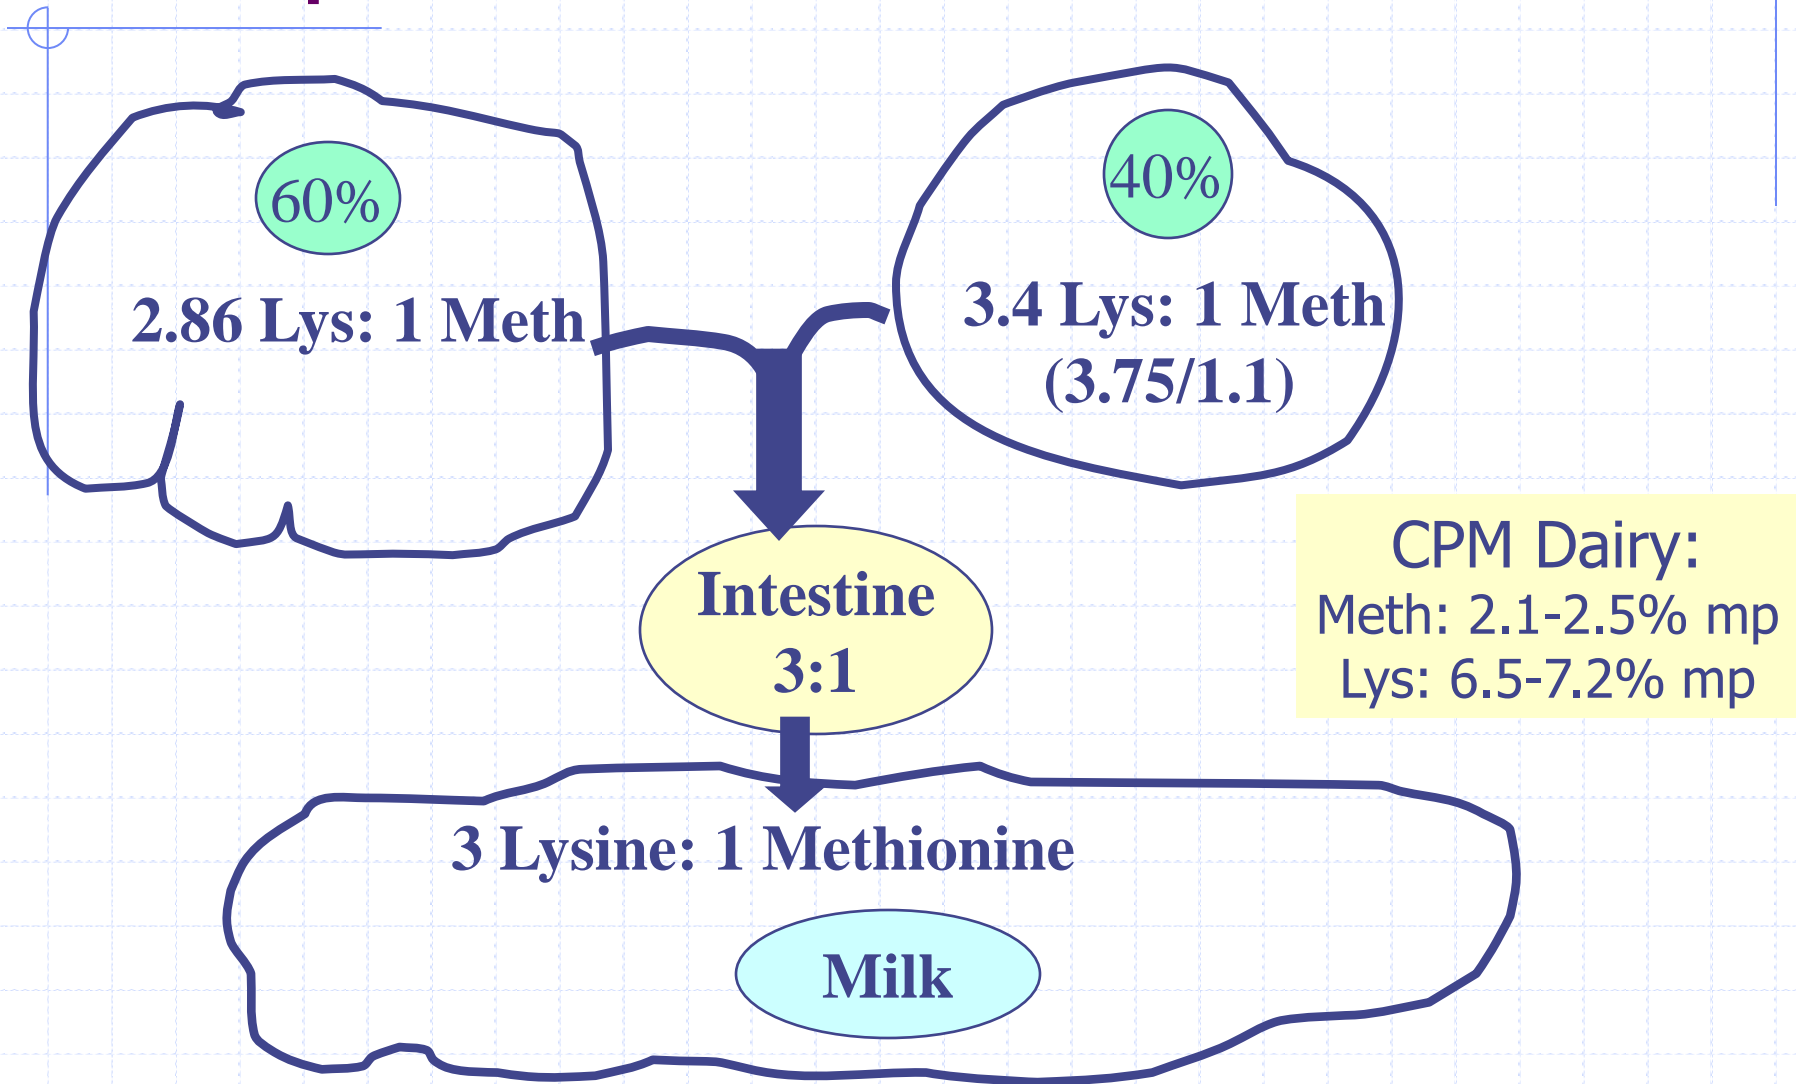 60%
2.86 Lys: 1 Meth
40%
3.4 Lys: 1 Meth
(3.75/1.1)
Intestine
3:1
CPM Dairy:
Meth: 2.1-2.5% mp
Lys: 6.5-7.2% mp
3 Lysine: 1 Methionine
Milk